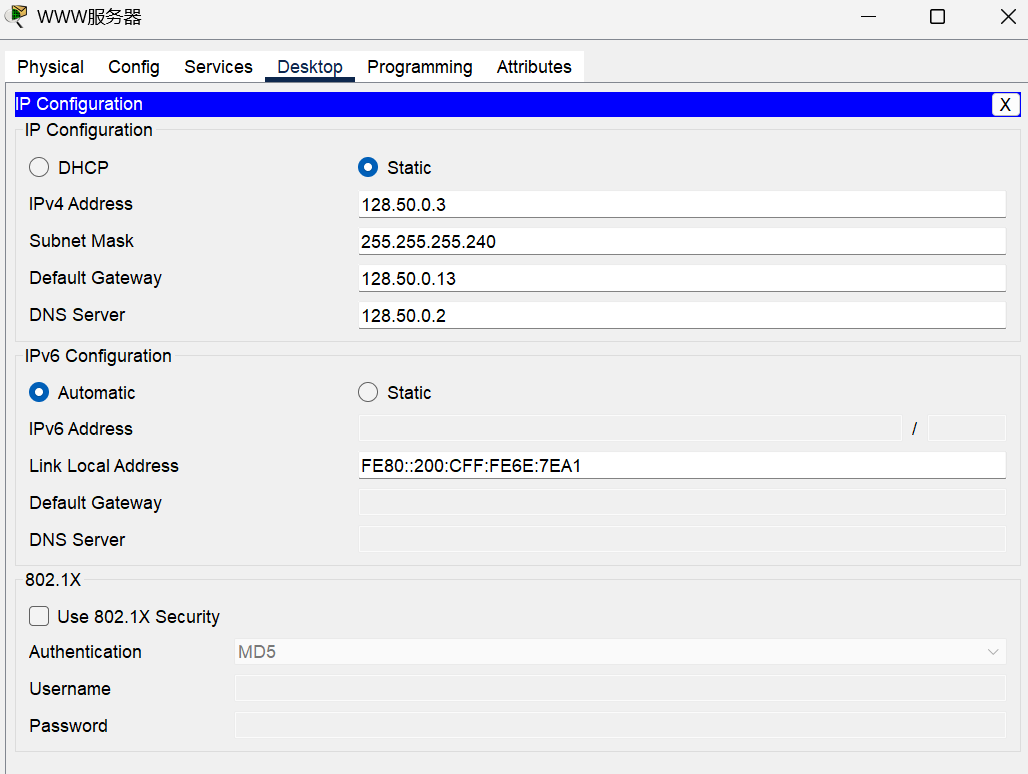 WWW服务器
Physical Config Services Desktop Programming Attributes
IP Configuration X
IP Configuration
DHCP Static
IPv4 Address 128.50.0.3
Subnet Mask 255.255.255.240
Default Gateway 128.50.0.13
DNS Server 128.50.0.2
IPv6 Configuration
Automatic Static
IPv6 Address /
Link Local Address FE80::200:CFF:FE6E:7EA1
Default Gateway
DNS Server
802.1X
Use 802.1X Security
Authentication MD5
Username
Password